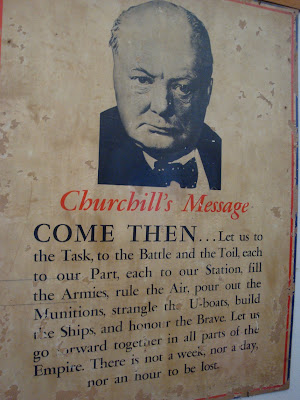 Churchill's Message
COME THEN... Let us to
the Task, to the Battle and the Toil, each
to our Part, each to our Station, fill
the Armies, rule the Air, pour out the
Munitions, strangle the U-boats, build
the Ships, and honour the Brave. Let us
go forward together in all parts of the
Empire. There is not a week, nor a day,
nor an hour to be lost.